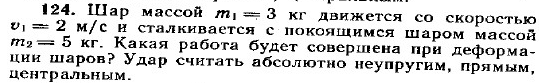 124. Шар массой m₁ = 3 кг движется со скоростью
v₁ = 2 м/с и сталкивается с покоящимся шаром массой
m₂ = 5 кг. Какая работа будет совершена при деформа-
ции шаров? Удар считать абсолютно неупругим, прямым,
центральным.